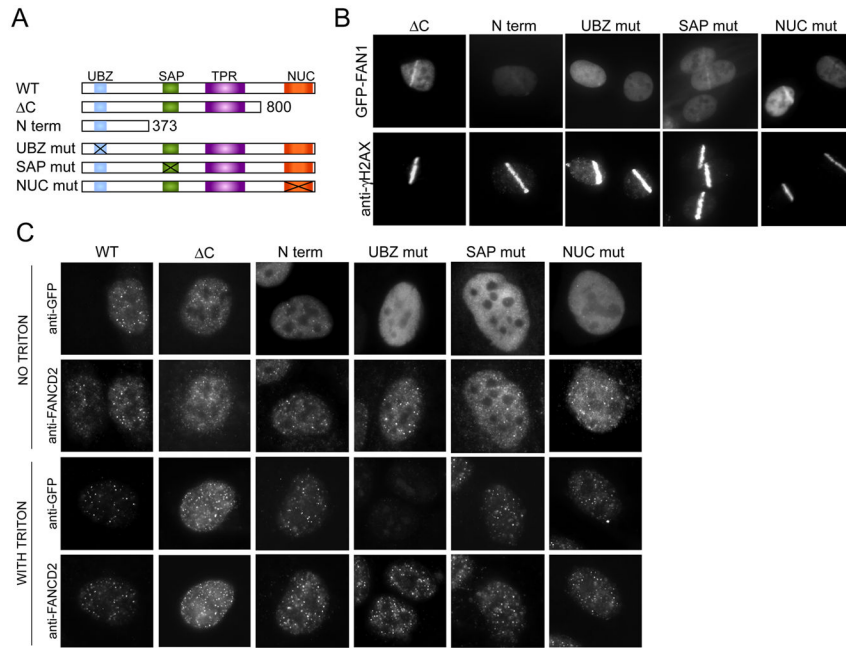 A
UBZ SAP TPR NUC
WT
ΔC 800
N term 373
UBZ mut
SAP mut
NUC mut
B
ΔC N term UBZ mut SAP mut NUC mut
GFP-FAN1
anti-γH2AX
C
WT ΔC N term UBZ mut SAP mut NUC mut
NO TRITON
anti-GFP
anti-FANCD2
WITH TRITON
anti-GFP
anti-FANCD2